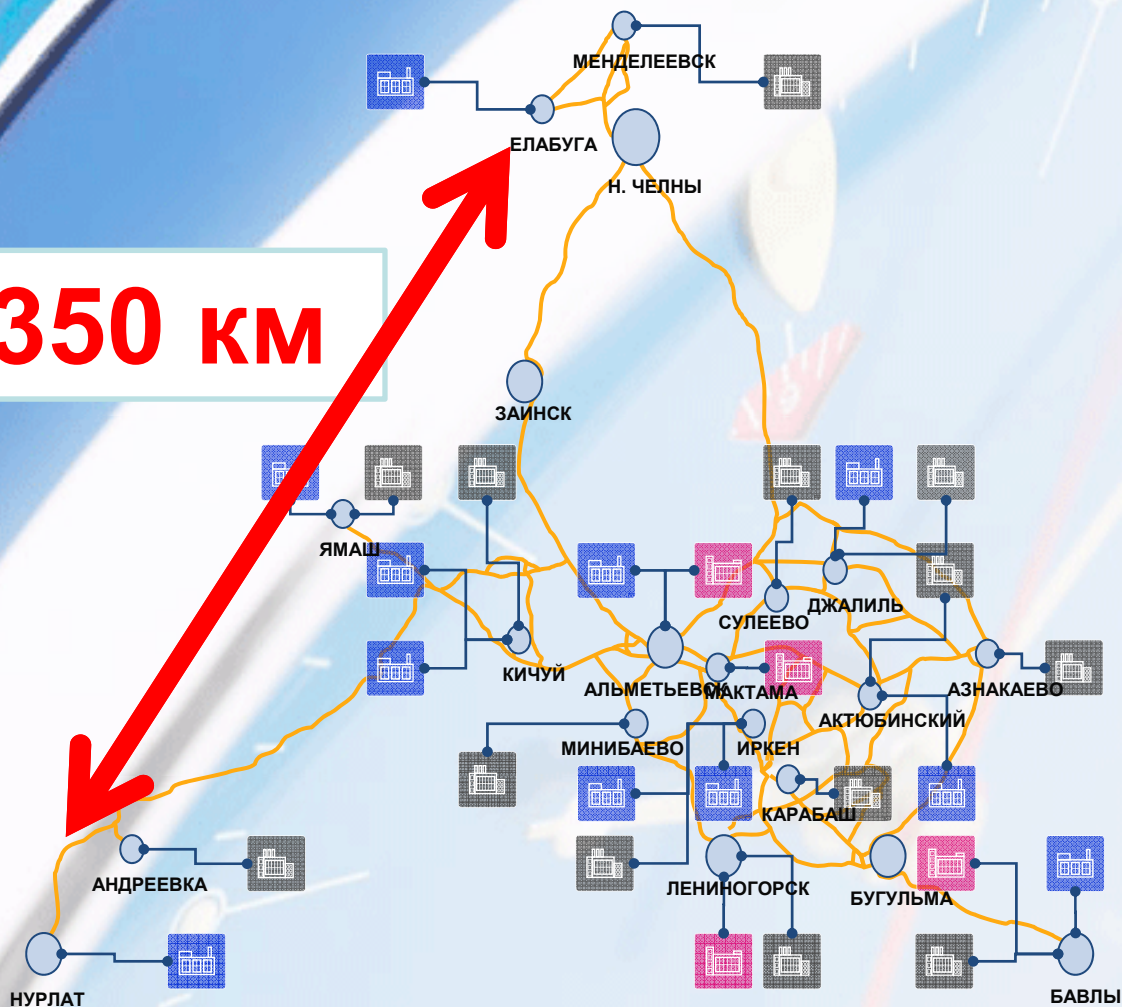 МЕНДЕЛЕЕВСК
ЕЛАБУГА
Н. ЧЕЛНЫ
350 км
ЗАИНСК
ЯМАШ
ДЖАЛИЛЬ
СУЛЕЕВО
КИЧУЙ
АЛЬМЕТЬЕВСК
МАКТАМА
АЗНАКАЕВО
АКТЮБИНСКИЙ
МИНИБАЕВО
ИРКЕН
КАРАБАШ
АНДРЕЕВКА
ЛЕНИНОГОРСК
БУГУЛЬМА
НУРЛАТ
БАВЛЫ